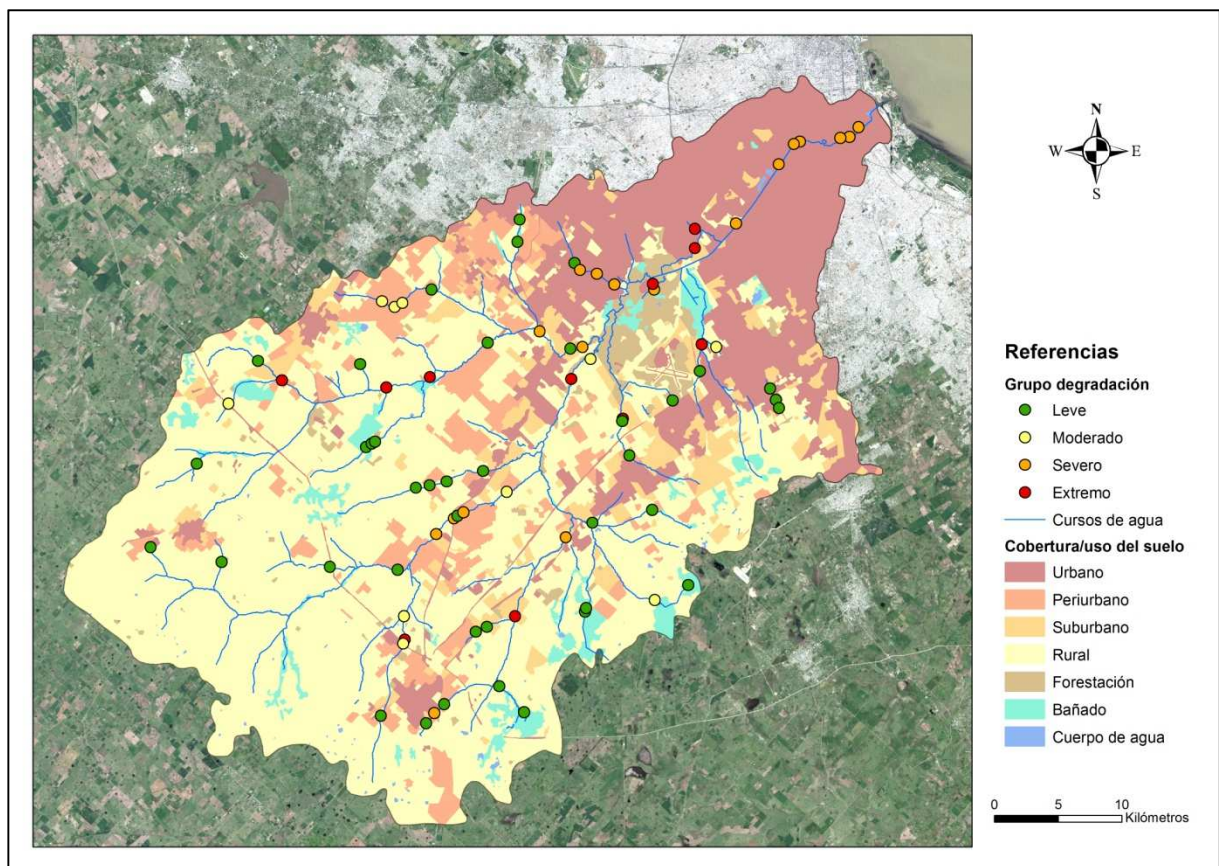 N
W E
S
Referencias
Grupo degradación
Leve
Moderado
Severo
Extremo
Cursos de agua
Cobertura/uso del suelo
Urbano
Periurbano
Suburbano
Rural
Forestación
Bañado
Cuerpo de agua
0 5 10
Kilómetros